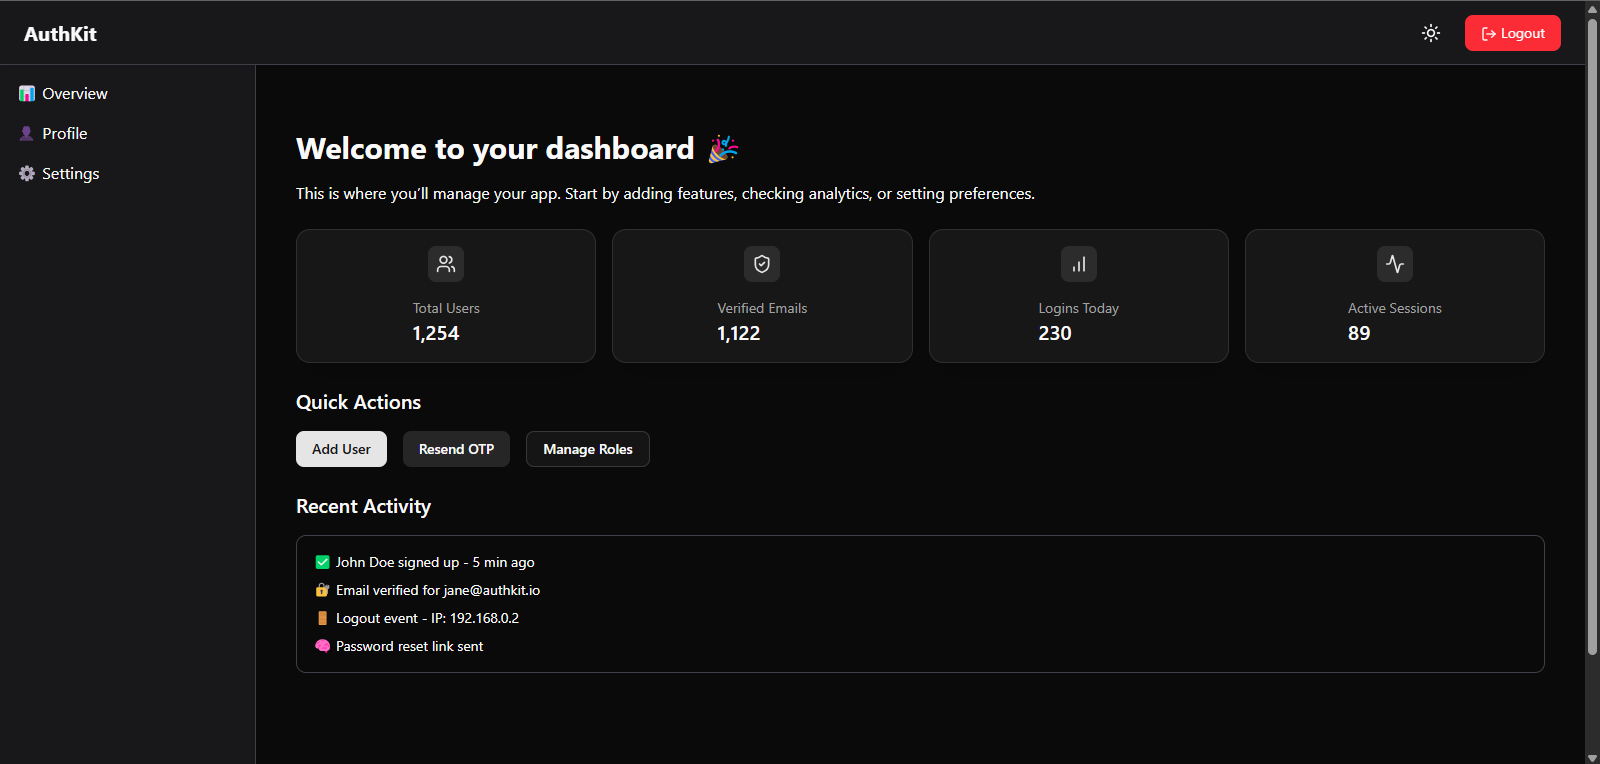 AuthKit
Logout
Overview
Profile
Settings
Welcome to your dashboard 🎉
This is where you’ll manage your app. Start by adding features, checking analytics, or setting preferences.
Total Users
1,254
Verified Emails
1,122
Logins Today
230
Active Sessions
89
Quick Actions
Add User
Resend OTP
Manage Roles
Recent Activity
✅ John Doe signed up - 5 min ago
🔐 Email verified for jane@authkit.io
🚪 Logout event - IP: 192.168.0.2
🧠 Password reset link sent